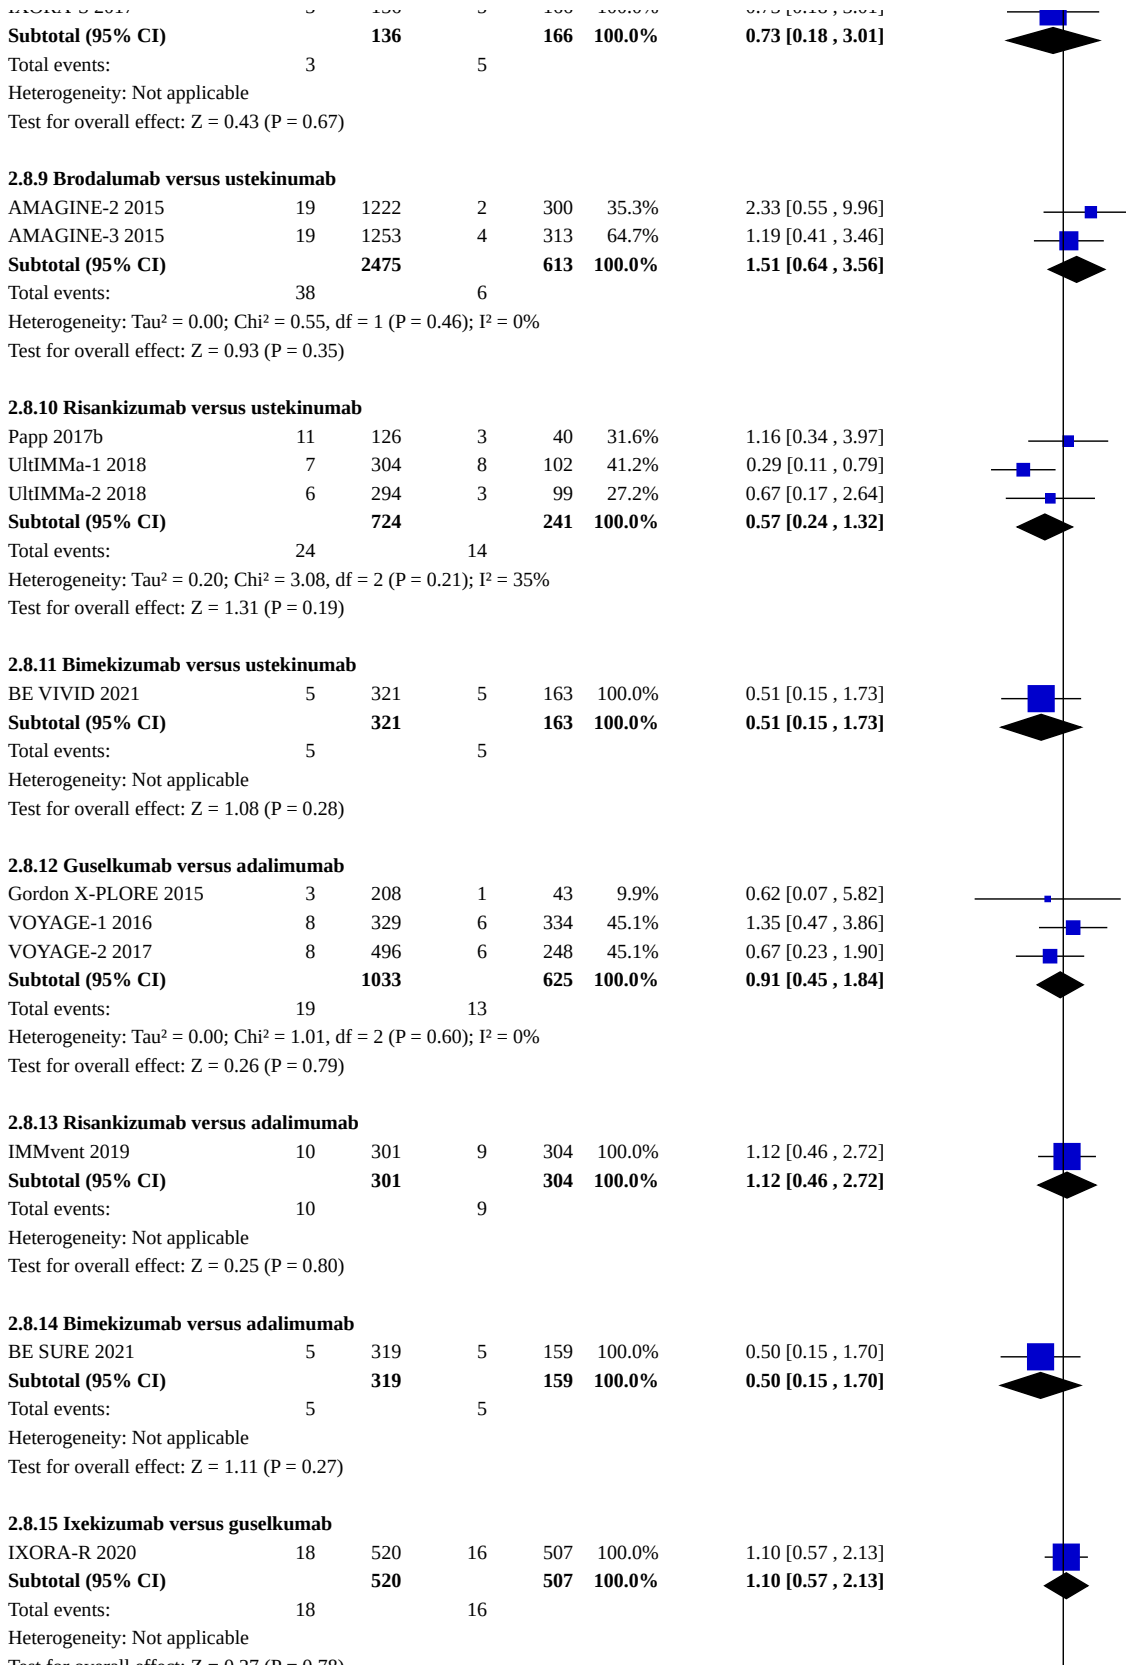 IXORA-S 2017 3 136 5 166 100.0% 0.73 [0.18 , 3.01]
Subtotal (95% CI) 136 166 100.0% 0.73 [0.18 , 3.01]
Total events: 3 5
Heterogeneity: Not applicable
Test for overall effect: Z = 0.43 (P = 0.67)
2.8.9 Brodalumab versus ustekinumab
AMAGINE-2 2015 19 1222 2 300 35.3% 2.33 [0.55 , 9.96]
AMAGINE-3 2015 19 1253 4 313 64.7% 1.19 [0.41 , 3.46]
Subtotal (95% CI) 2475 613 100.0% 1.51 [0.64 , 3.56]
Total events: 38 6
Heterogeneity: Tau² = 0.00; Chi² = 0.55, df = 1 (P = 0.46); I² = 0%
Test for overall effect: Z = 0.93 (P = 0.35)
2.8.10 Risankizumab versus ustekinumab
Papp 2017b 11 126 3 40 31.6% 1.16 [0.34 , 3.97]
UltIMMa-1 2018 7 304 8 102 41.2% 0.29 [0.11 , 0.79]
UltIMMa-2 2018 6 294 3 99 27.2% 0.67 [0.17 , 2.64]
Subtotal (95% CI) 724 241 100.0% 0.57 [0.24 , 1.32]
Total events: 24 14
Heterogeneity: Tau² = 0.20; Chi² = 3.08, df = 2 (P = 0.21); I² = 35%
Test for overall effect: Z = 1.31 (P = 0.19)
2.8.11 Bimekizumab versus ustekinumab
BE VIVID 2021 5 321 5 163 100.0% 0.51 [0.15 , 1.73]
Subtotal (95% CI) 321 163 100.0% 0.51 [0.15 , 1.73]
Total events: 5 5
Heterogeneity: Not applicable
Test for overall effect: Z = 1.08 (P = 0.28)
2.8.12 Guselkumab versus adalimumab
Gordon X-PLORE 2015 3 208 1 43 9.9% 0.62 [0.07 , 5.82]
VOYAGE-1 2016 8 329 6 334 45.1% 1.35 [0.47 , 3.86]
VOYAGE-2 2017 8 496 6 248 45.1% 0.67 [0.23 , 1.90]
Subtotal (95% CI) 1033 625 100.0% 0.91 [0.45 , 1.84]
Total events: 19 13
Heterogeneity: Tau² = 0.00; Chi² = 1.01, df = 2 (P = 0.60); I² = 0%
Test for overall effect: Z = 0.26 (P = 0.79)
2.8.13 Risankizumab versus adalimumab
IMMvent 2019 10 301 9 304 100.0% 1.12 [0.46 , 2.72]
Subtotal (95% CI) 301 304 100.0% 1.12 [0.46 , 2.72]
Total events: 10 9
Heterogeneity: Not applicable
Test for overall effect: Z = 0.25 (P = 0.80)
2.8.14 Bimekizumab versus adalimumab
BE SURE 2021 5 319 5 159 100.0% 0.50 [0.15 , 1.70]
Subtotal (95% CI) 319 159 100.0% 0.50 [0.15 , 1.70]
Total events: 5 5
Heterogeneity: Not applicable
Test for overall effect: Z = 1.11 (P = 0.27)
2.8.15 Ixekizumab versus guselkumab
IXORA-R 2020 18 520 16 507 100.0% 1.10 [0.57 , 2.13]
Subtotal (95% CI) 520 507 100.0% 1.10 [0.57 , 2.13]
Total events: 18 16
Heterogeneity: Not applicable
Test for overall effect: Z = 0.27 (P = 0.78)